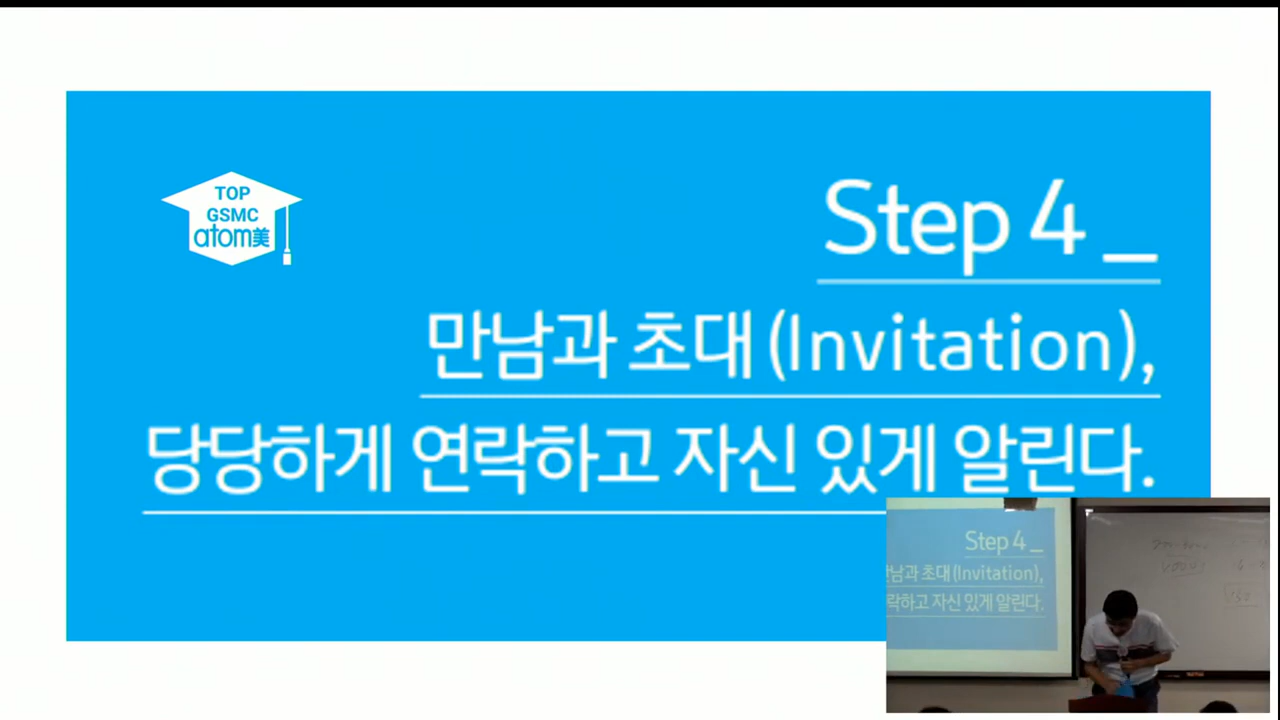 TOP
GSMC
atom美
Step 4 _
만남과 초대 (Invitation),
당당하게 연락하고 자신 있게 알린다.
Step 4 _
남과 초대 (Invitation),
락하고 자신 있게 알린다.